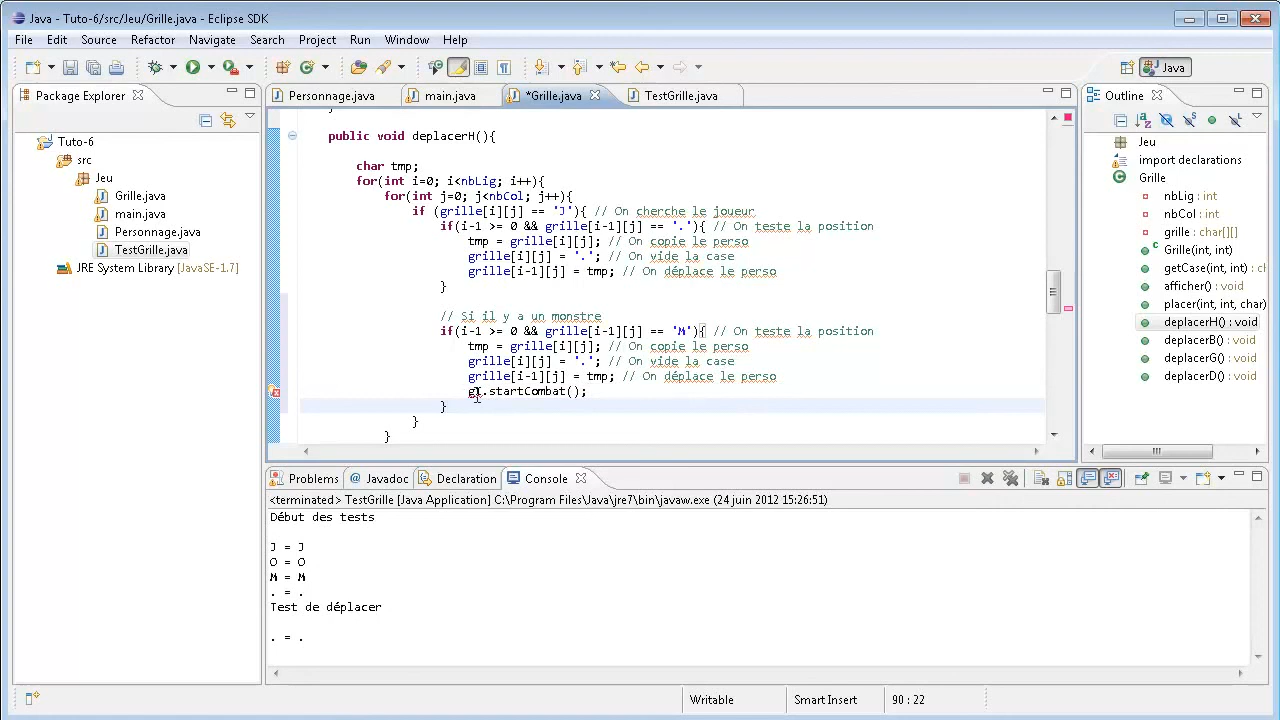 Java - Tuto-6/src/Jeu/Grille.java - Eclipse SDK
File Edit Source Refactor Navigate Search Project Run Window Help
Java
Package Explorer
Personnage.java main.java *Grille.java TestGrille.java
Outline
Tuto-6
src
Jeu
Grille.java
main.java
Personnage.java
TestGrille.java
JRE System Library [JavaSE-1.7]
public void deplacerH(){
char tmp;
for(int i=0; i<nbLig; i++){
for(int j=0; j<nbCol; j++){
if (grille[i][j] == 'J'){ // On cherche le joueur
if(i-1 >= 0 && grille[i-1][j] == '.'){ // On teste la position
tmp = grille[i][j]; // On copie le perso
grille[i][j] = '.'; // On vide la case
grille[i-1][j] = tmp; // On déplace le perso
}
// Si il y a un monstre
if(i-1 >= 0 && grille[i-1][j] == 'M'){ // On teste la position
tmp = grille[i][j]; // On copie le perso
grille[i][j] = '.'; // On vide la case
grille[i-1][j] = tmp; // On déplace le perso
.startCombat();
}
}
}
Jeu
import declarations
Grille
nbLig : int
nbCol : int
grille : char[][]
Grille(int, int)
getCase(int, int) : ch
afficher() : void
placer(int, int, char)
deplacerH() : void
deplacerB() : void
deplacerG() : void
deplacerD() : void
Problems Javadoc Declaration Console
<terminated> TestGrille [Java Application] C:\Program Files\Java\jre7\bin\javaw.exe (24 juin 2012 15:26:51)
Début des tests
J = J
O = O
M = M
. = .
Test de déplacer
. = .
Writable Smart Insert 90 : 22